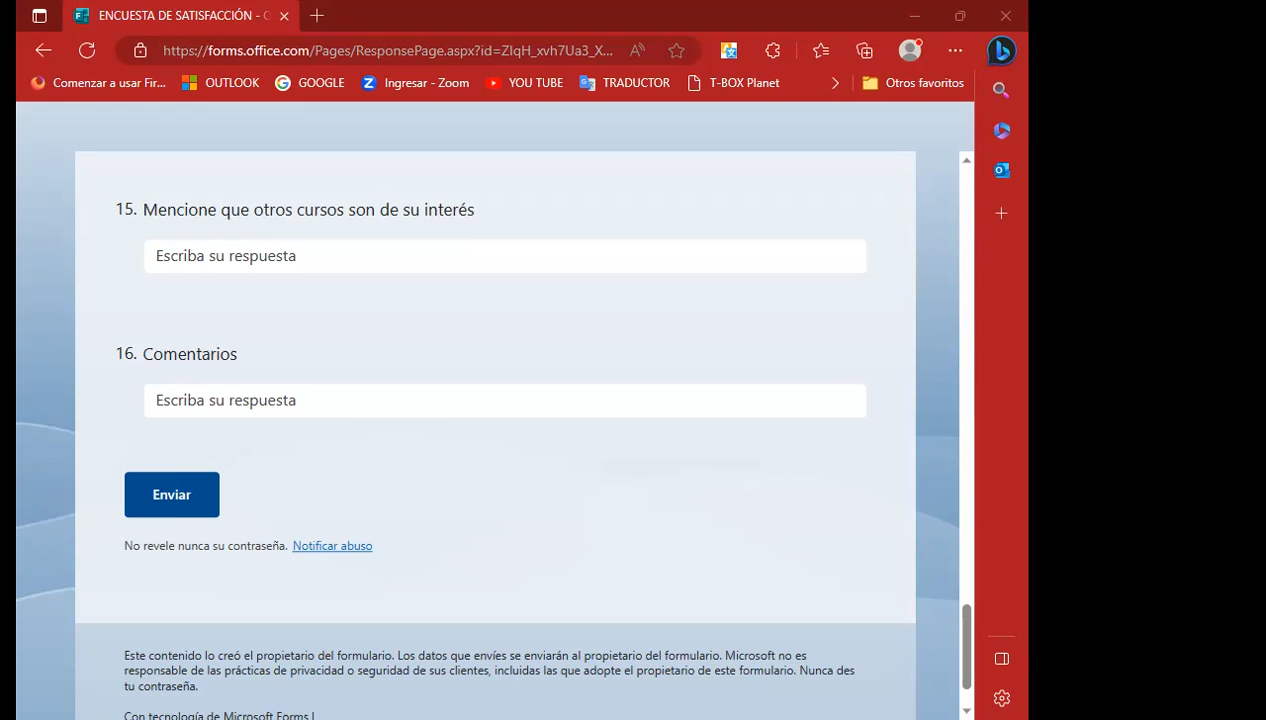 ENCUESTA DE SATISFACCIÓN -
https://forms.office.com/Pages/ResponsePage.aspx?id=ZIqH_xvh7Ua3_X...
Comenzar a usar Fir... OUTLOOK GOOGLE Ingresar - Zoom YOU TUBE TRADUCTOR T-BOX Planet Otros favoritos
15. Mencione que otros cursos son de su interés
Escriba su respuesta
16. Comentarios
Escriba su respuesta
Enviar
No revele nunca su contraseña. Notificar abuso
Este contenido lo creó el propietario del formulario. Los datos que envíes se enviarán al propietario del formulario. Microsoft no es
responsable de las prácticas de privacidad o seguridad de sus clientes, incluidas las que adopte el propietario de este formulario. Nunca des
tu contraseña.
Con tecnología de Microsoft Forms |